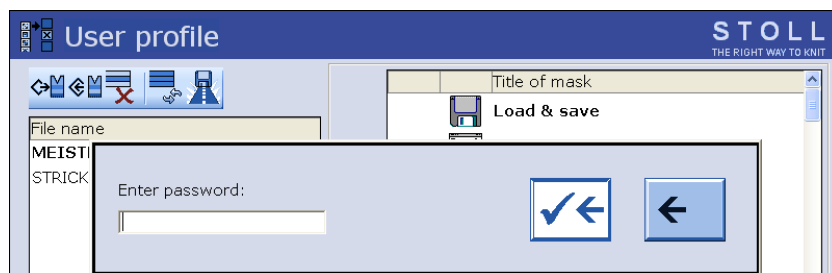 User profile
STOLL
THE RIGHT WAY TO KNIT
Title of mask
Load & save
File name
MEISTI
STRICK
Enter password: